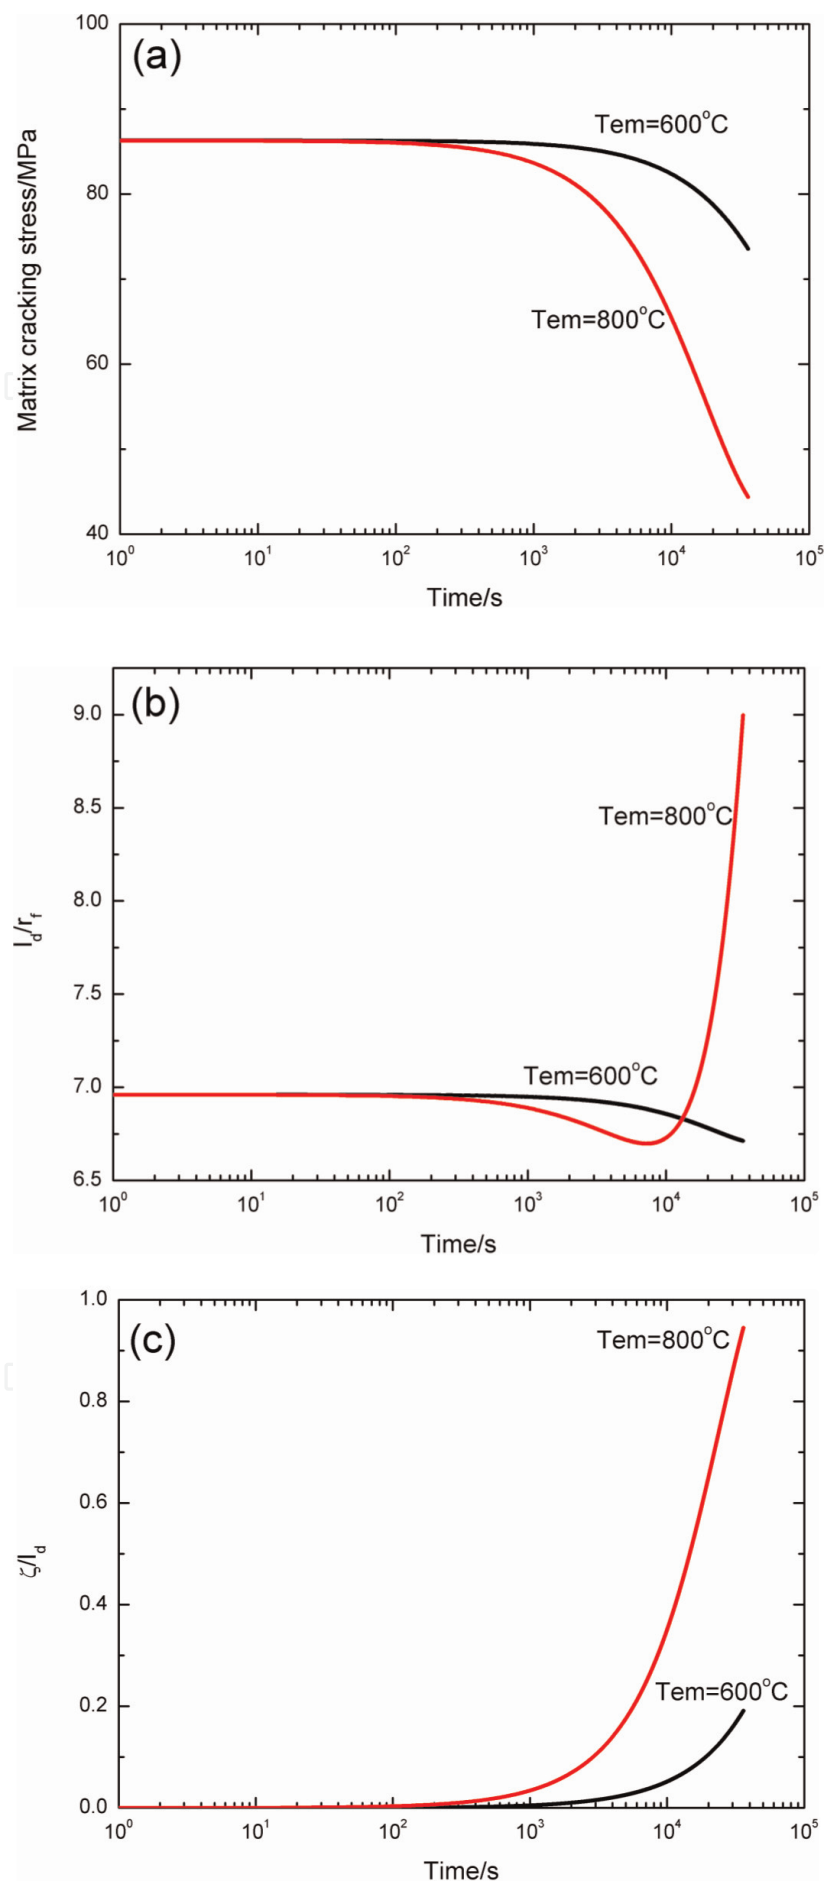 (a)
100
80
60
40
Matrix cracking stress/MPa
Tem=600°C
Tem=800°C
10⁰ 10¹ 10² 10³ 10⁴ 10⁵
Time/s
(b)
9.0
8.5
8.0
7.5
7.0
6.5
l_d/r_f
Tem=800°C
Tem=600°C
10⁰ 10¹ 10² 10³ 10⁴ 10⁵
Time/s
(c)
1.0
0.8
0.6
0.4
0.2
0.0
ζ/l_d
Tem=800°C
Tem=600°C
10⁰ 10¹ 10² 10³ 10⁴ 10⁵
Time/s